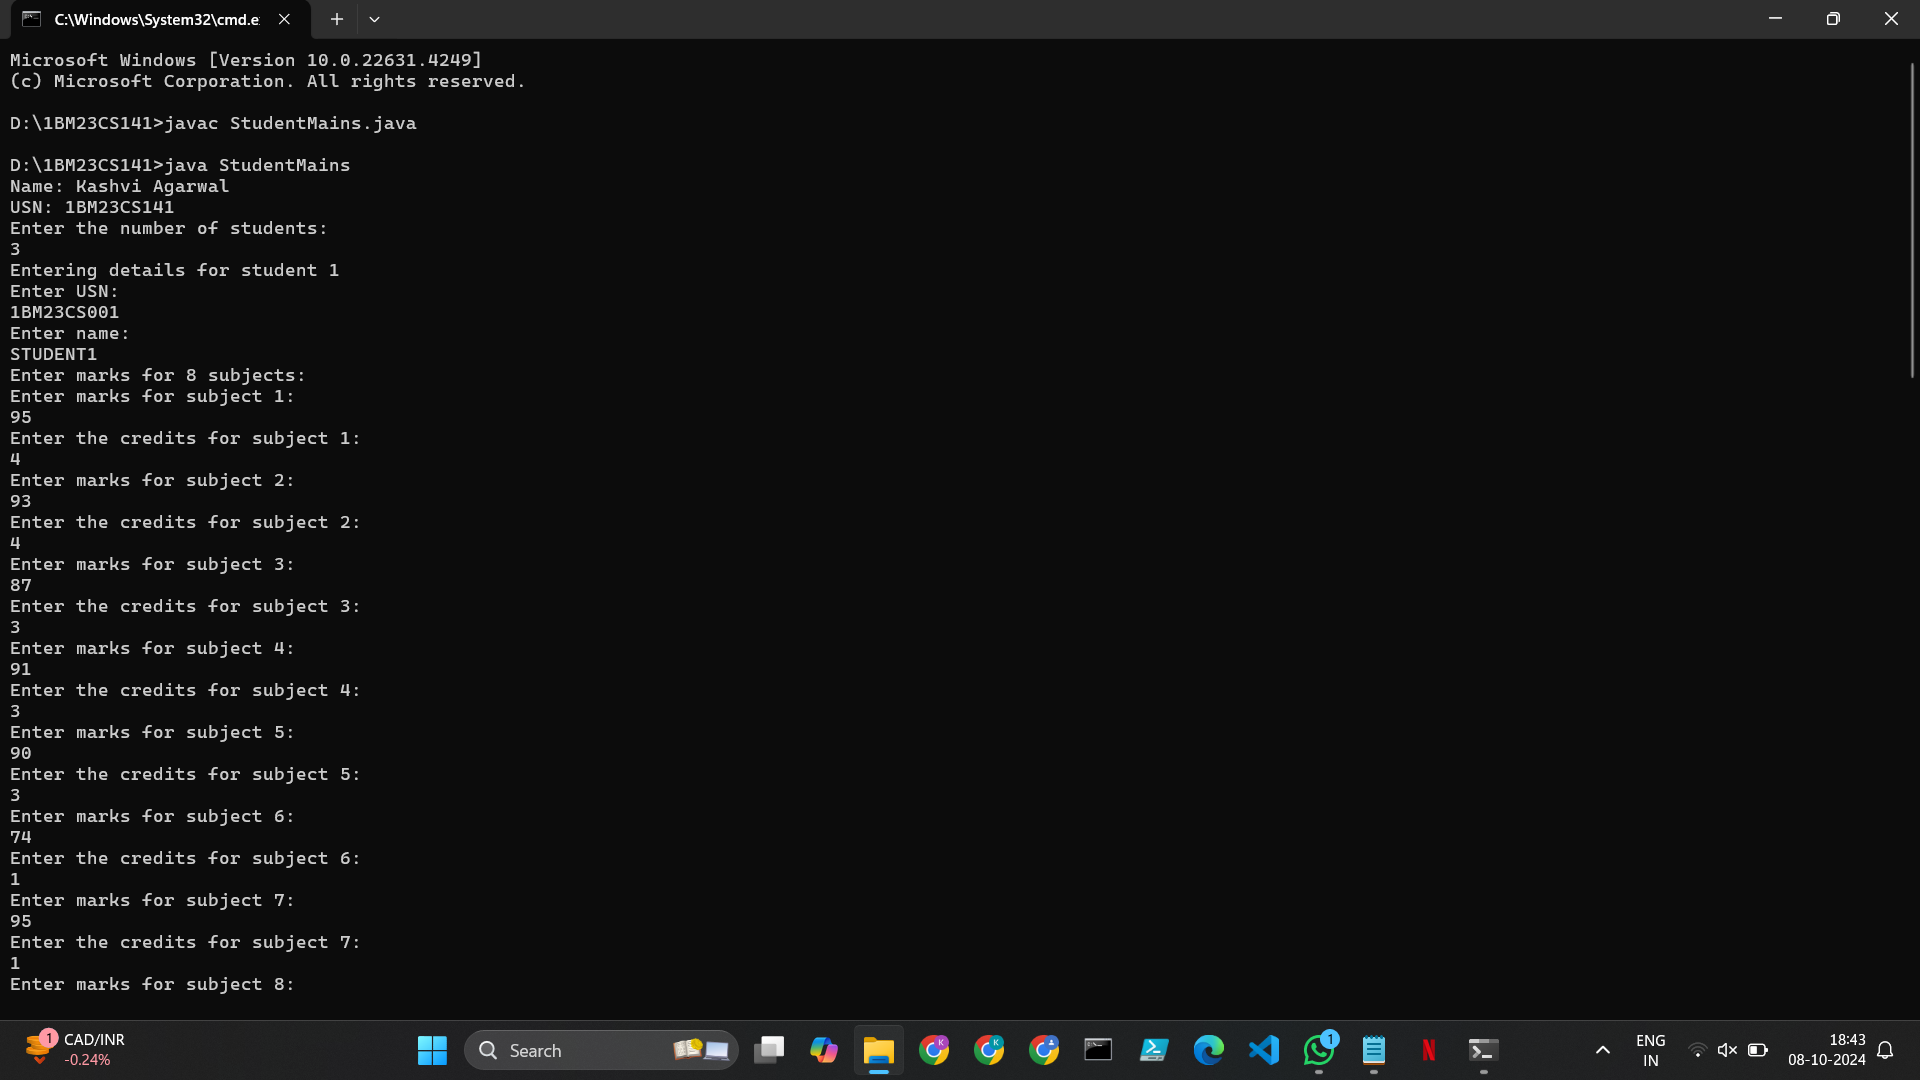 C:\Windows\System32\cmd.e
Microsoft Windows [Version 10.0.22631.4249]
(c) Microsoft Corporation. All rights reserved.
D:\1BM23CS141>javac StudentMains.java
D:\1BM23CS141>java StudentMains
Name: Kashvi Agarwal
USN: 1BM23CS141
Enter the number of students:
3
Entering details for student 1
Enter USN:
1BM23CS001
Enter name:
STUDENT1
Enter marks for 8 subjects:
Enter marks for subject 1:
95
Enter the credits for subject 1:
4
Enter marks for subject 2:
93
Enter the credits for subject 2:
4
Enter marks for subject 3:
87
Enter the credits for subject 3:
3
Enter marks for subject 4:
91
Enter the credits for subject 4:
3
Enter marks for subject 5:
90
Enter the credits for subject 5:
3
Enter marks for subject 6:
74
Enter the credits for subject 6:
1
Enter marks for subject 7:
95
Enter the credits for subject 7:
1
Enter marks for subject 8:
1
CAD/INR
-0.24%
Search
K
K
1
N
ENG
IN
18:43
08-10-2024